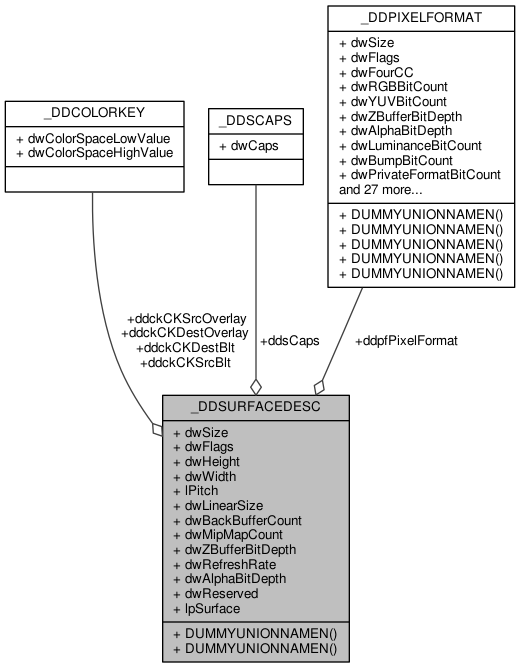 _DDPIXELFORMAT
+ dwSize
+ dwFlags
+ dwFourCC
+ dwRGBBitCount
+ dwYUVBitCount
+ dwZBufferBitDepth
+ dwAlphaBitDepth
+ dwLuminanceBitCount
+ dwBumpBitCount
+ dwPrivateFormatBitCount
and 27 more...
+ DUMMYUNIONNAMEN()
+ DUMMYUNIONNAMEN()
+ DUMMYUNIONNAMEN()
+ DUMMYUNIONNAMEN()
+ DUMMYUNIONNAMEN()
_DDCOLORKEY
+ dwColorSpaceLowValue
+ dwColorSpaceHighValue
_DDSCAPS
+ dwCaps
+ddckCKSrcOverlay
+ddckCKDestOverlay
+ddckCKDestBlt
+ddckCKSrcBlt
+ddsCaps
+ddpfPixelFormat
_DDSURFACEDESC
+ dwSize
+ dwFlags
+ dwHeight
+ dwWidth
+ lPitch
+ dwLinearSize
+ dwBackBufferCount
+ dwMipMapCount
+ dwZBufferBitDepth
+ dwRefreshRate
+ dwAlphaBitDepth
+ dwReserved
+ lpSurface
+ DUMMYUNIONNAMEN()
+ DUMMYUNIONNAMEN()